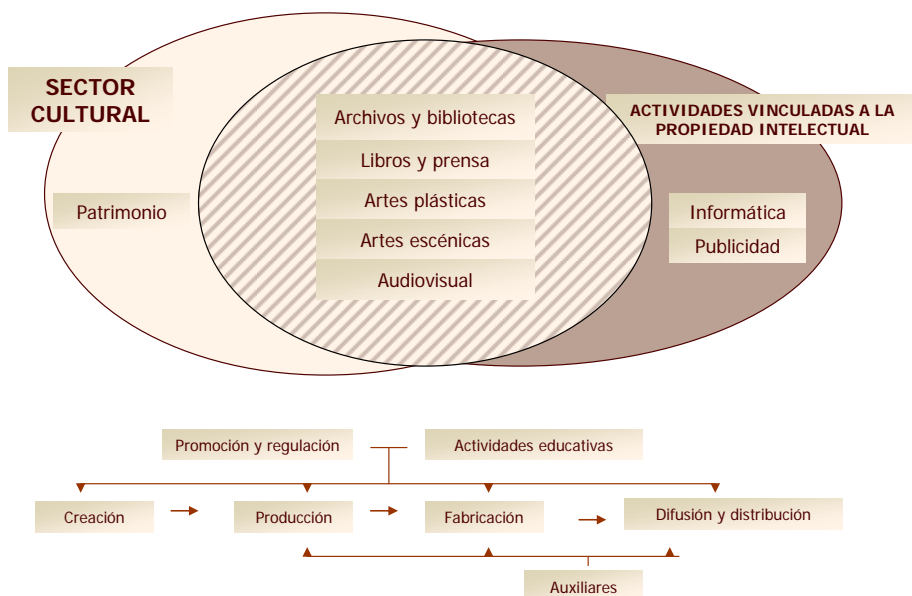 SECTOR
CULTURAL
ACTIVIDADES VINCULADAS A LA
PROPIEDAD INTELECTUAL
Archivos y bibliotecas
Libros y prensa
Artes plásticas
Artes escénicas
Audiovisual
Patrimonio
Informática
Publicidad
Promoción y regulación
Actividades educativas
Creación
Producción
Fabricación
Difusión y distribución
Auxiliares